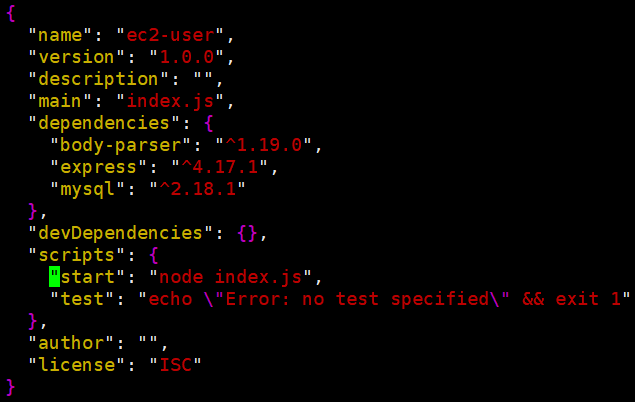 {
  "name": "ec2-user",
  "version": "1.0.0",
  "description": "",
  "main": "index.js",
  "dependencies": {
    "body-parser": "^1.19.0",
    "express": "^4.17.1",
    "mysql": "^2.18.1"
  },
  "devDependencies": {},
  "scripts": {
    "start": "node index.js",
    "test": "echo \"Error: no test specified\" && exit 1"
  },
  "author": "",
  "license": "ISC"
}